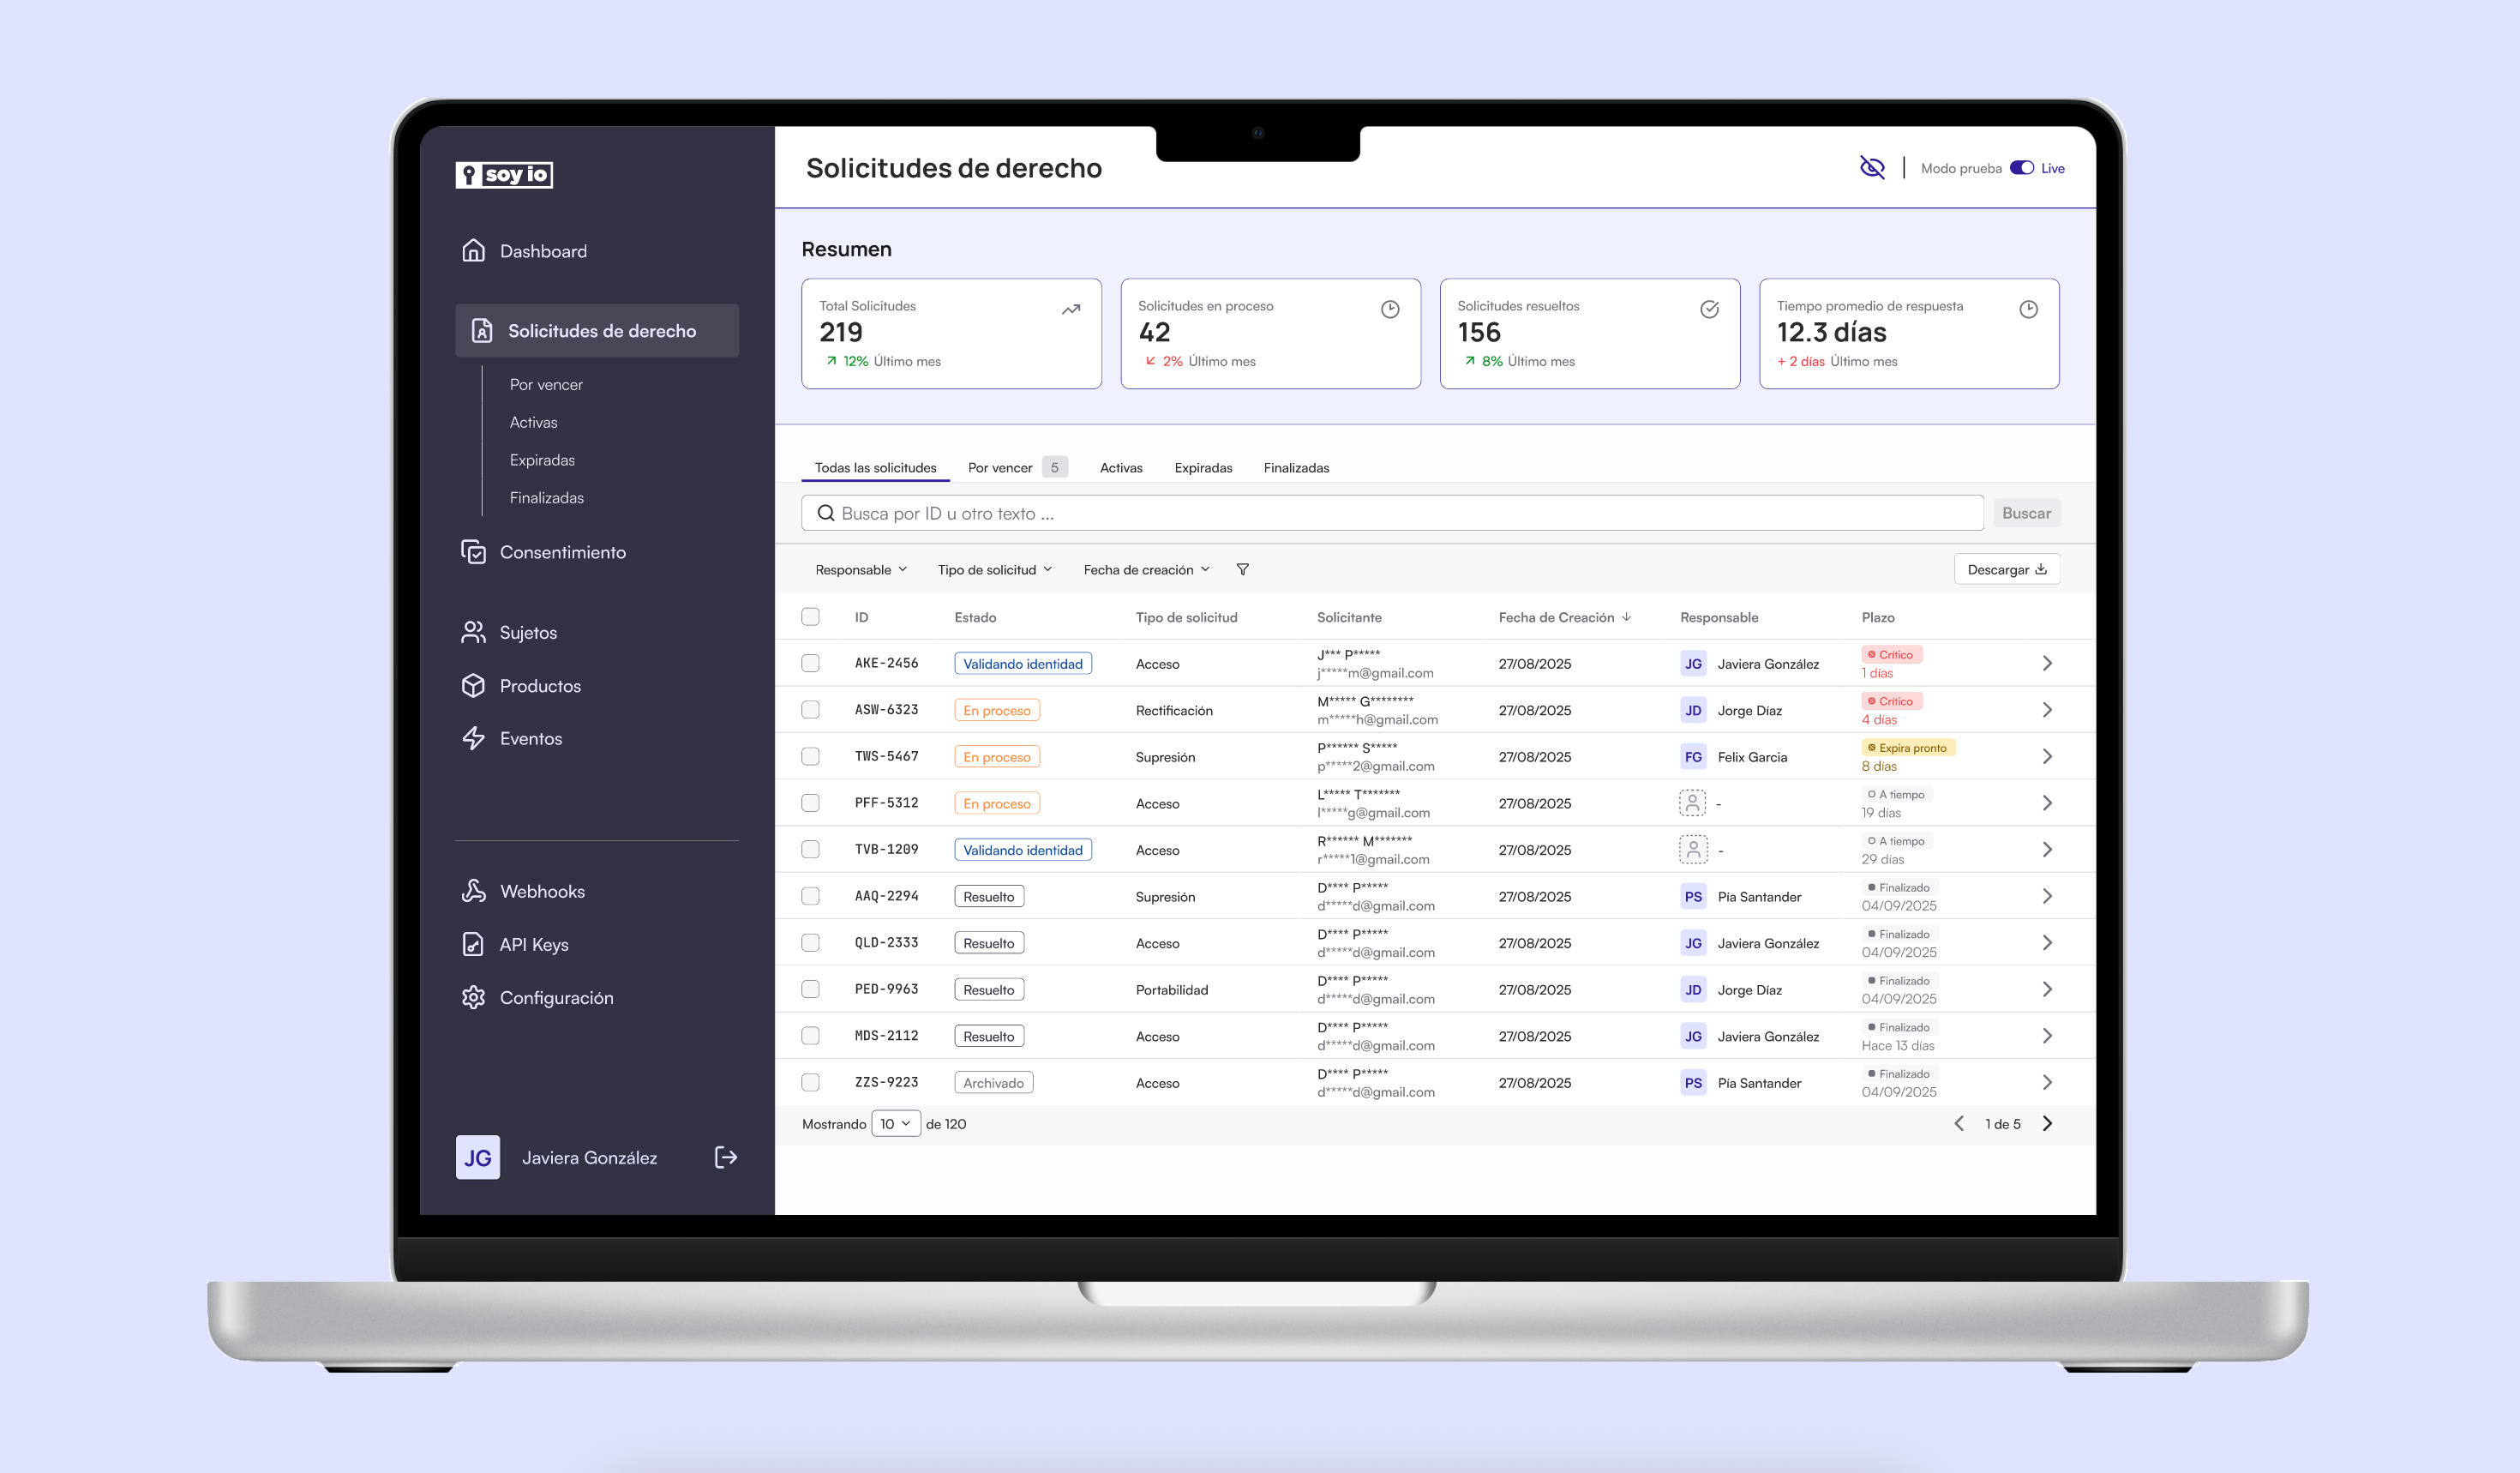 soy io
Dashboard
Solicitudes de derecho
Por vencer
Activas
Expiradas
Finalizadas
Consentimiento
Sujetos
Productos
Eventos
Webhooks
API Keys
Configuración
JG Javiera González
Solicitudes de derecho
Modo prueba Live
Resumen
Total Solicitudes
219
12% Último mes
Solicitudes en proceso
42
2% Último mes
Solicitudes resueltos
156
8% Último mes
Tiempo promedio de respuesta
12.3 días
+ 2 días Último mes
Todas las solicitudes Por vencer 5 Activas Expiradas Finalizadas
Busca por ID u otro texto ... Buscar
Responsable Tipo de solicitud Fecha de creación Descargar
ID Estado Tipo de solicitud Solicitante Fecha de Creación Responsable Plazo
AKE-2456 Validando identidad Acceso J*** P***** 27/08/2025 JG Javiera González Crítico
j*****m@gmail.com 1 días
ASW-6323 En proceso Rectificación M***** G******** 27/08/2025 JD Jorge Díaz Crítico
m*****h@gmail.com 4 días
TWS-5467 En proceso Supresión P****** S***** 27/08/2025 FG Felix Garcia Expira pronto
p*****2@gmail.com 8 días
PFF-5312 En proceso Acceso L***** T******* 27/08/2025 - A tiempo
l*****g@gmail.com 19 días
TVB-1209 Validando identidad Acceso R****** M******* 27/08/2025 - A tiempo
r*****1@gmail.com 29 días
AAQ-2294 Resuelto Supresión D**** P***** 27/08/2025 PS Pía Santander Finalizado
d*****d@gmail.com 04/09/2025
QLD-2333 Resuelto Acceso D**** P***** 27/08/2025 JG Javiera González Finalizado
d*****d@gmail.com 04/09/2025
PED-9963 Resuelto Portabilidad D**** P***** 27/08/2025 JD Jorge Díaz Finalizado
d*****d@gmail.com 04/09/2025
MDS-2112 Resuelto Acceso D**** P***** 27/08/2025 JG Javiera González Finalizado
d*****d@gmail.com Hace 13 días
ZZS-9223 Archivado Acceso D**** P***** 27/08/2025 PS Pía Santander Finalizado
d*****d@gmail.com 04/09/2025
Mostrando 10 de 120 1 de 5